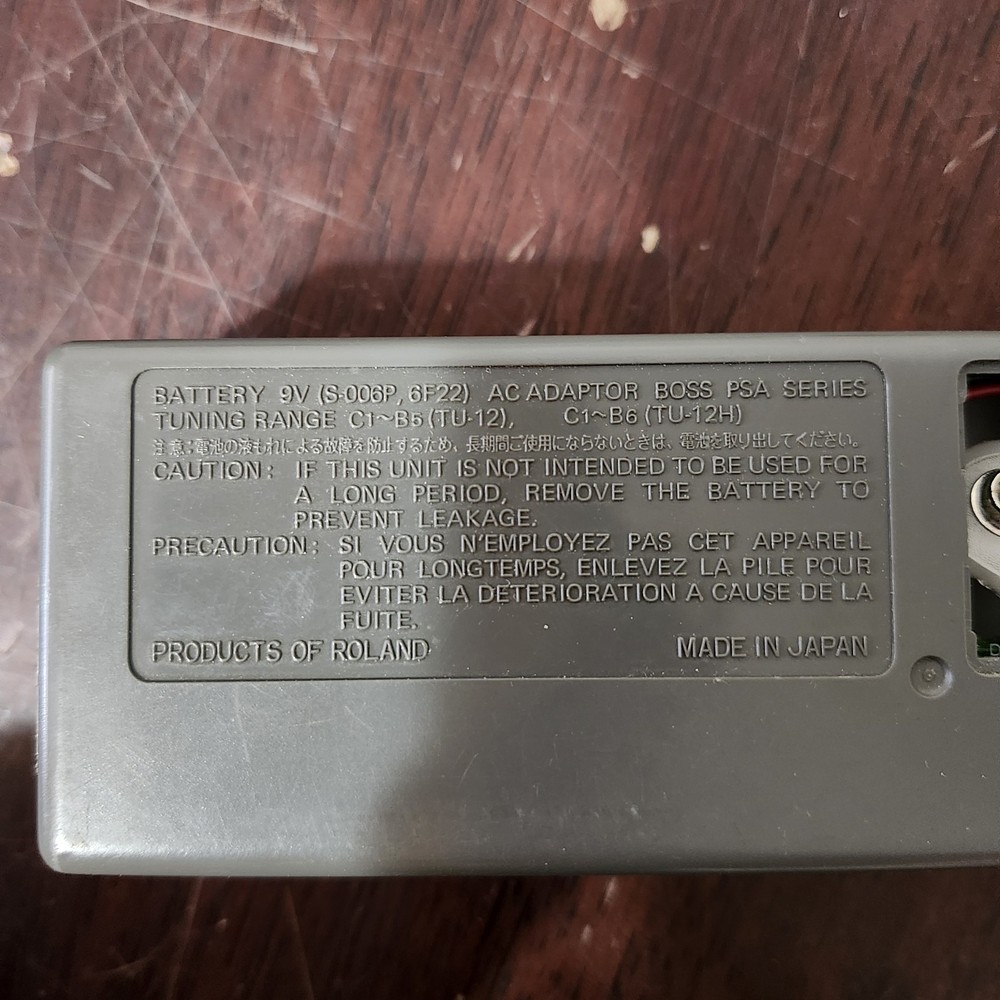 BATTERY 9V (S-006P, 6F22) AC ADAPTOR BOSS PSA SERIES
TUNING RANGE C1~B5 (TU-12), C1~B6 (TU-12H)
注意:電池の液もれによる故障を防止するため、長期間ご使用にならないときは、電池を取り出してください。
CAUTION: IF THIS UNIT IS NOT INTENDED TO BE USED FOR
A LONG PERIOD, REMOVE THE BATTERY TO
PREVENT LEAKAGE.
PRECAUTION: SI VOUS N'EMPLOYEZ PAS CET APPAREIL
POUR LONGTEMPS, ENLEVEZ LA PILE POUR
EVITER LA DETERIORATION A CAUSE DE LA
FUITE.
PRODUCTS OF ROLAND MADE IN JAPAN